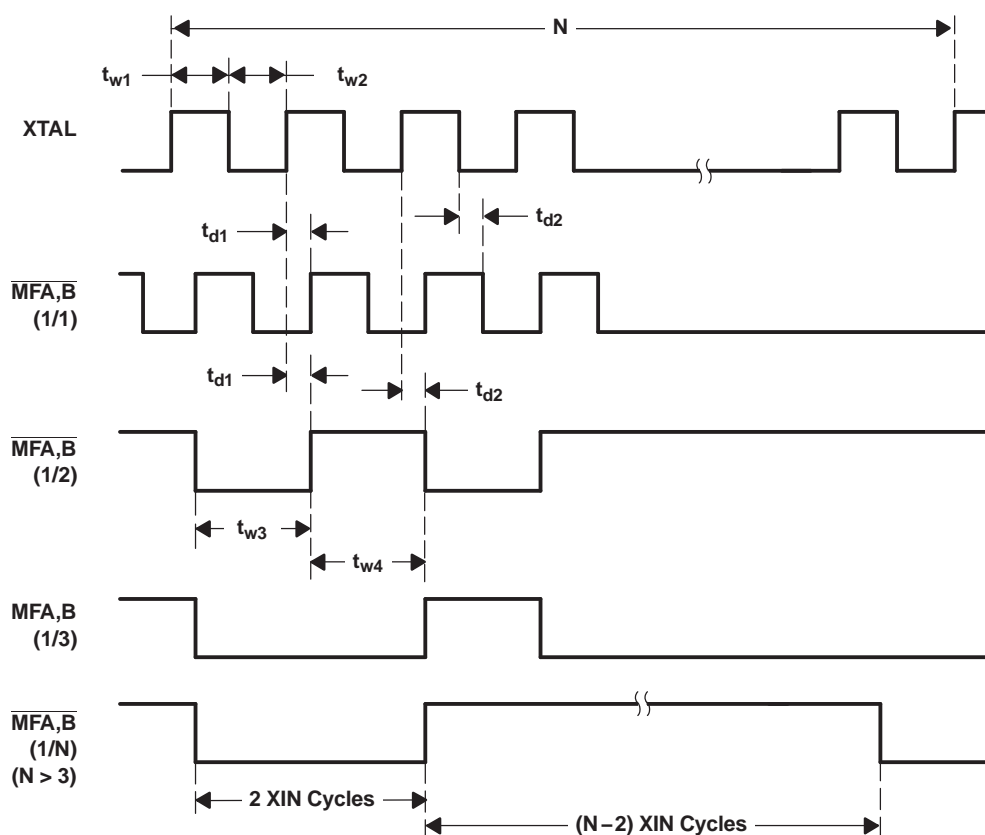 N
tw1
tw2
XTAL
td1
td2
MFA,B
(1/1)
td1
td2
MFA,B
(1/2)
tw3
tw4
MFA,B
(1/3)
MFA,B
(1/N)
(N > 3)
2 XIN Cycles
(N–2) XIN Cycles